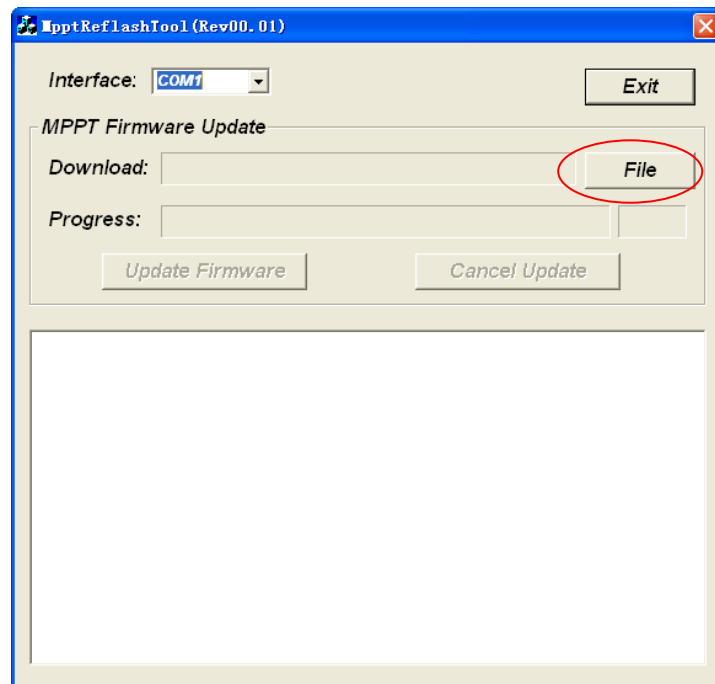 MpptReflashTool(Rev00.01)
Interface: COM1
Exit
MPPT Firmware Update
Download:
File
Progress:
Update Firmware
Cancel Update